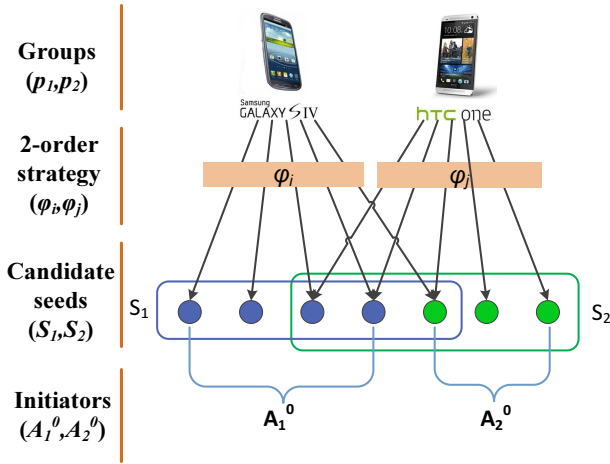 Groups
(p₁,p₂)
Samsung
GALAXY S IV
hTC one
2-order
strategy
(φᵢ,φⱼ)
φᵢ
φⱼ
Candidate
seeds
(S₁,S₂)
S₁
S₂
Initiators
(A₁⁰,A₂⁰)
A₁⁰
A₂⁰